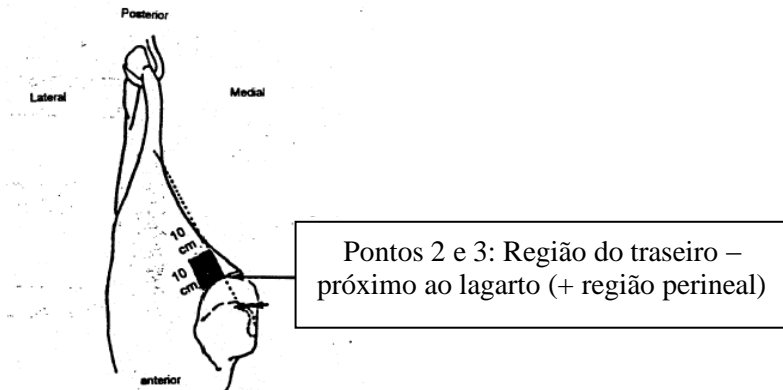 Posterior
Lateral
Medial
10
cm
10
cm
Pontos 2 e 3: Região do traseiro –
próximo ao lagarto (+ região perineal)
anterior